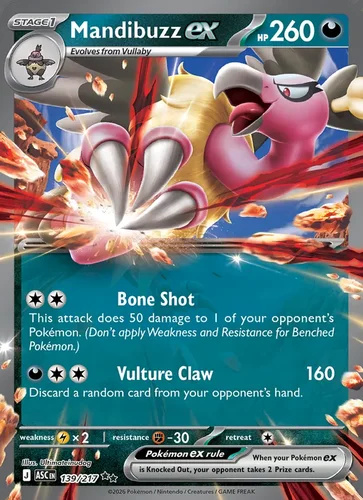 STAGE 1 Mandibuzz ex HP 260
Evolves from Vullaby
Bone Shot
This attack does 50 damage to 1 of your opponent's
Pokémon. (Don't apply Weakness and Resistance for Benched
Pokémon.)
Vulture Claw 160
Discard a random card from your opponent's hand.
weakness ×2 resistance -30 retreat
Illus. Ultimateinudog
Pokémon ex rule
When your Pokémon ex
is Knocked Out, your opponent takes 2 Prize cards.
J ASC EN 139/217
©2026 Pokémon / Nintendo / Creatures / GAME FREAK